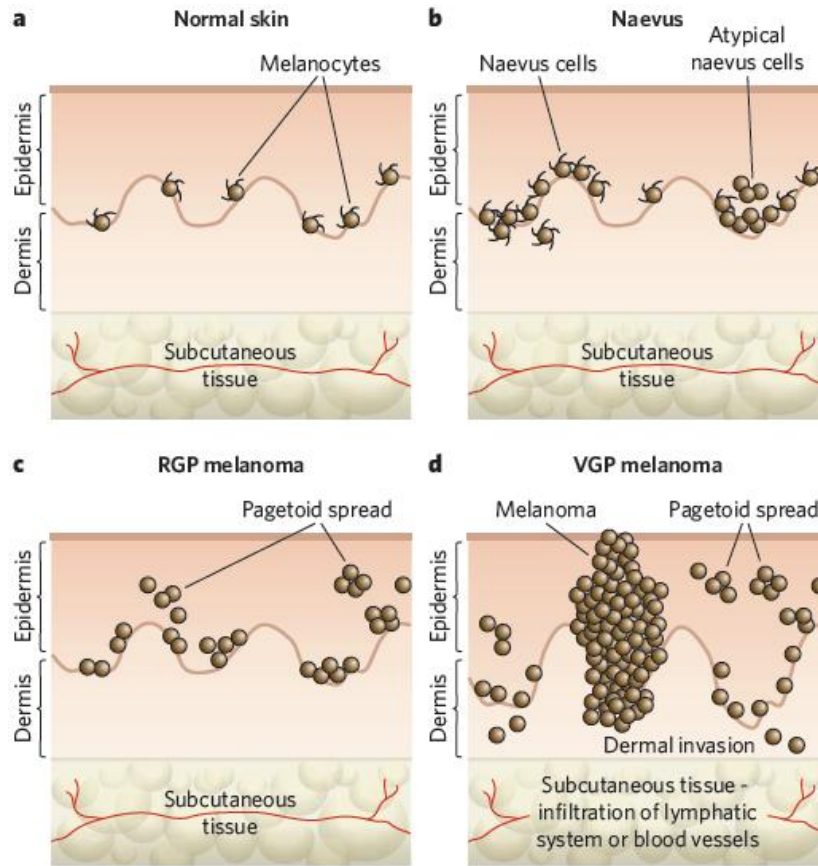 a Normal skin
Melanocytes
Epidermis
Dermis
Subcutaneous
tissue
b Naevus
Naevus cells
Atypical
naevus cells
Epidermis
Dermis
Subcutaneous
tissue
c RGP melanoma
Pagetoid spread
Epidermis
Dermis
Subcutaneous
tissue
d VGP melanoma
Melanoma
Pagetoid spread
Epidermis
Dermis
Dermal invasion
Subcutaneous tissue -
infiltration of lymphatic
system or blood vessels